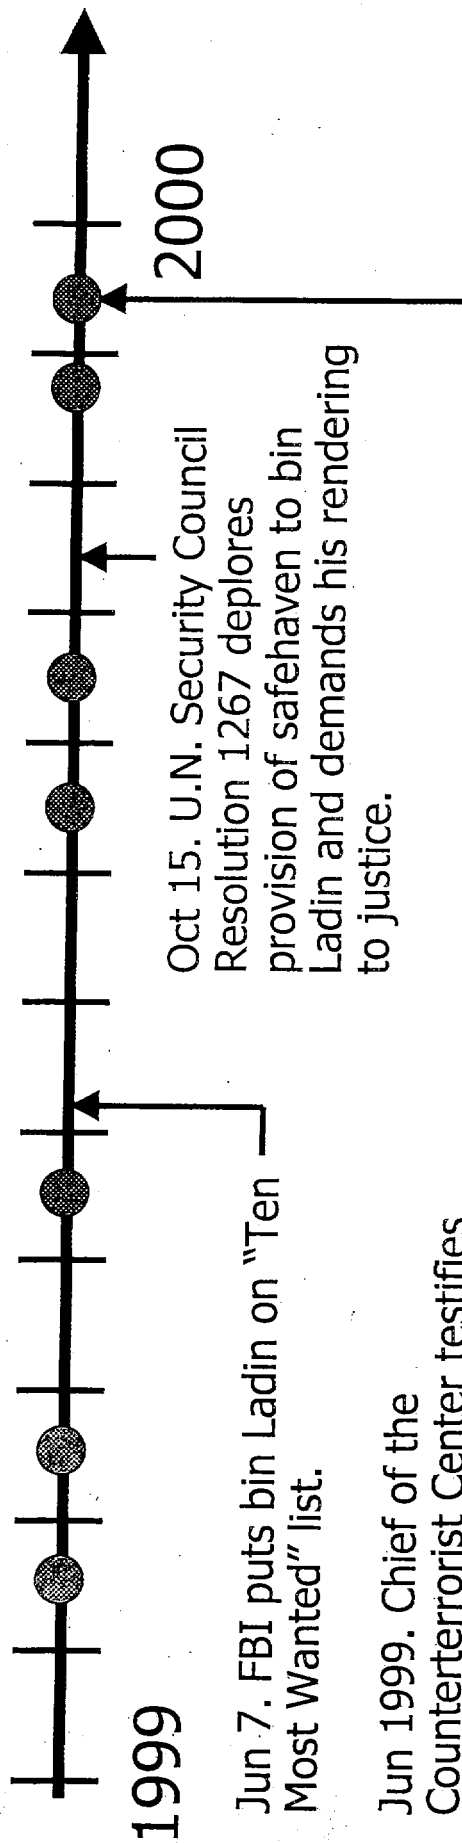 1999
2000
Jun 7. FBI puts bin Ladin on “Ten
Most Wanted” list.
Oct 15. U.N. Security Council
Resolution 1267 deplores
provision of safehaven to bin
Ladin and demands his rendering
to justice.
Jun 1999. Chief of the
Counterterrorist Center testifies